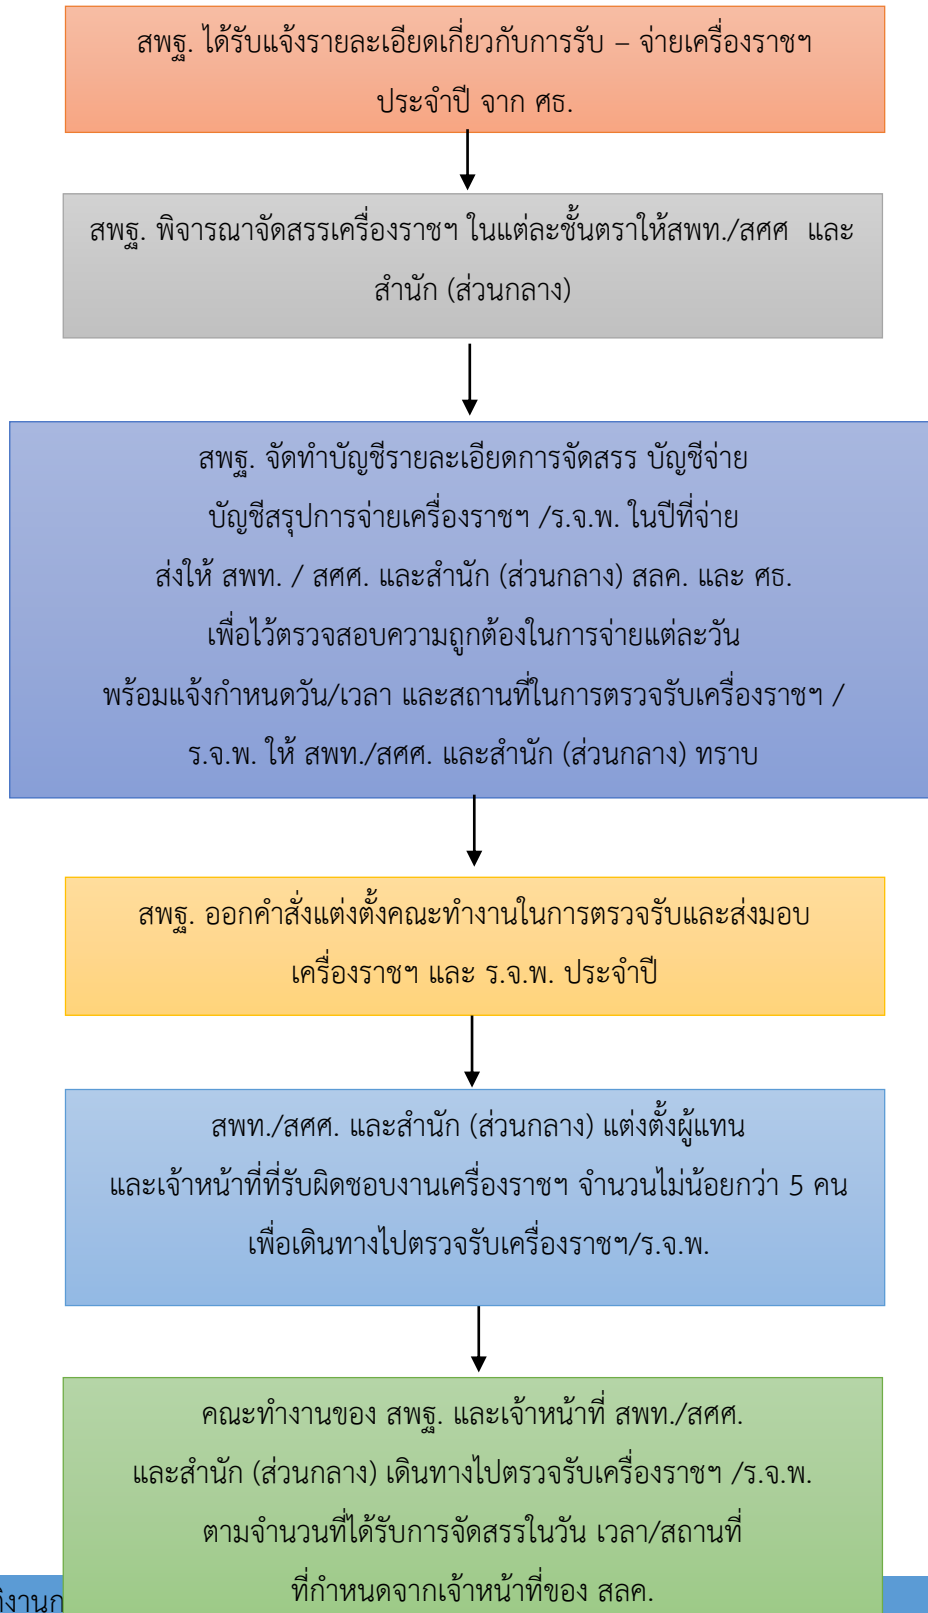 สพฐ. ได้รับแจ้งรายละเอียดเกี่ยวกับการรับ – จ่ายเครื่องราชฯ
ประจำปี จาก ศธ.
สพฐ. พิจารณาจัดสรรเครื่องราชฯ ในแต่ละชั้นตราให้สพท./สศศ และ
สำนัก (ส่วนกลาง)
สพฐ. จัดทำบัญชีรายละเอียดการจัดสรร บัญชีจ่าย
บัญชีสรุปการจ่ายเครื่องราชฯ /ร.จ.พ. ในปีที่จ่าย
ส่งให้ สพท. / สศศ. และสำนัก (ส่วนกลาง) สลค. และ ศธ.
เพื่อไว้ตรวจสอบความถูกต้องในการจ่ายแต่ละวัน
พร้อมแจ้งกำหนดวัน/เวลา และสถานที่ในการตรวจรับเครื่องราชฯ /
ร.จ.พ. ให้ สพท./สศศ. และสำนัก (ส่วนกลาง) ทราบ
สพฐ. ออกคำสั่งแต่งตั้งคณะทำงานในการตรวจรับและส่งมอบ
เครื่องราชฯ และ ร.จ.พ. ประจำปี
สพท./สศศ. และสำนัก (ส่วนกลาง) แต่งตั้งผู้แทน
และเจ้าหน้าที่ที่รับผิดชอบงานเครื่องราชฯ จำนวนไม่น้อยกว่า 5 คน
เพื่อเดินทางไปตรวจรับเครื่องราชฯ/ร.จ.พ.
คณะทำงานของ สพฐ. และเจ้าหน้าที่ สพท./สศศ.
และสำนัก (ส่วนกลาง) เดินทางไปตรวจรับเครื่องราชฯ /ร.จ.พ.
ตามจำนวนที่ได้รับการจัดสรรในวัน เวลา/สถานที่
ที่กำหนดจากเจ้าหน้าที่ของ สลค.